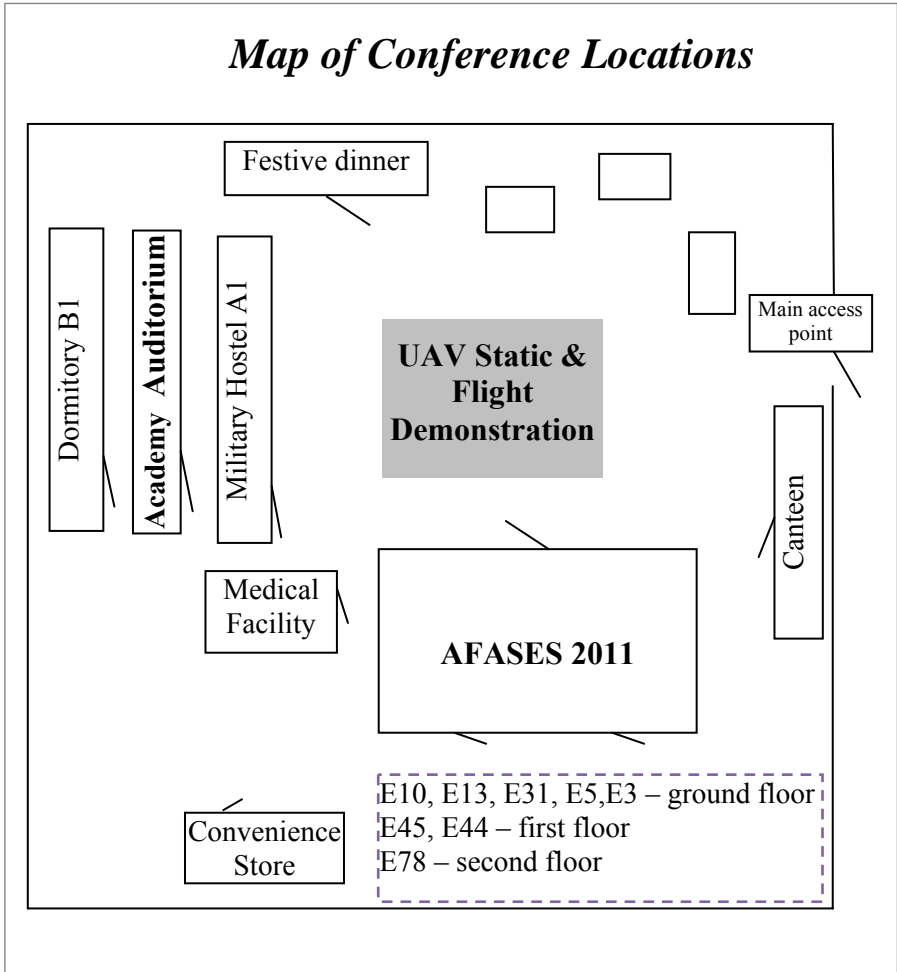 Map of Conference Locations
Festive dinner
Dormitory B1
Academy Auditorium
Military Hostel A1
Main access
point
UAV Static &
Flight
Demonstration
Canteen
Medical
Facility
AFASES 2011
E10, E13, E31, E5,E3 – ground floor
E45, E44 – first floor
E78 – second floor
Convenience
Store